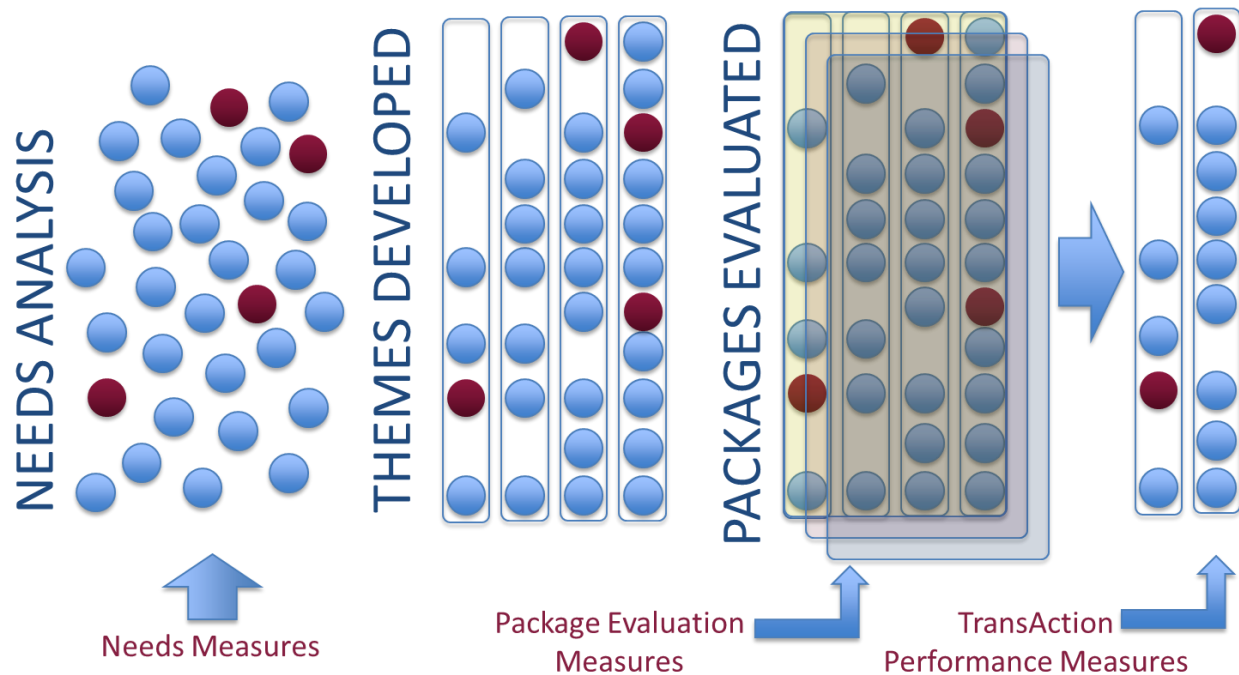 NEEDS ANALYSIS
THEMES DEVELOPED
PACKAGES EVALUATED
Needs Measures
Package Evaluation
Measures
TransAction
Performance Measures